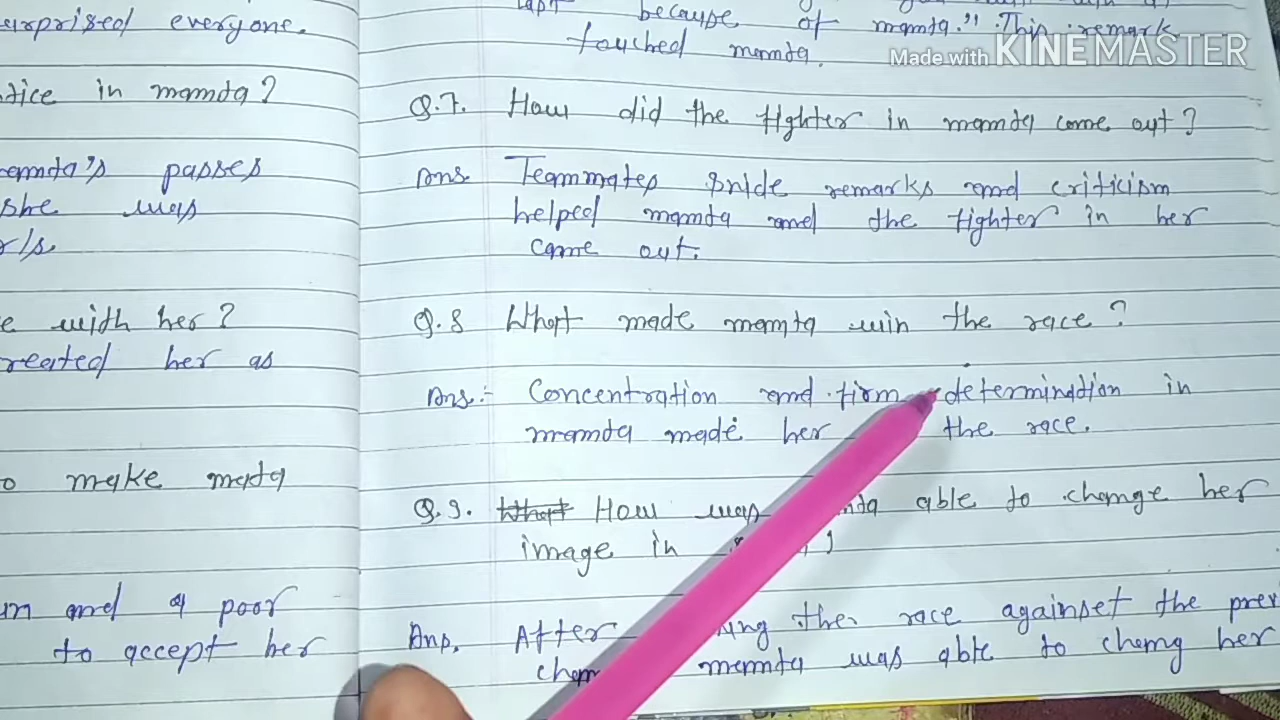 surprised everyone.
tice in mamta?
mamta's passes
she was
r/s.
e with her?
reated her as
o make mata
m and a poor
to accept her
because of mamta." This remark
touched mamta.
Q.7. How did the fighter in mamta come out?
Ans. Teammates snide remarks and criticism
helped mamta and the fighter in her
came out.
Q.8 What made mamta win the race?
Ans:- Concentration and firm determination in
mamta made her the race.
Q.9. What How was able to change her
image in
Ans. After the race against the prev
mamta was able to chang her
Made with KINEMASTER